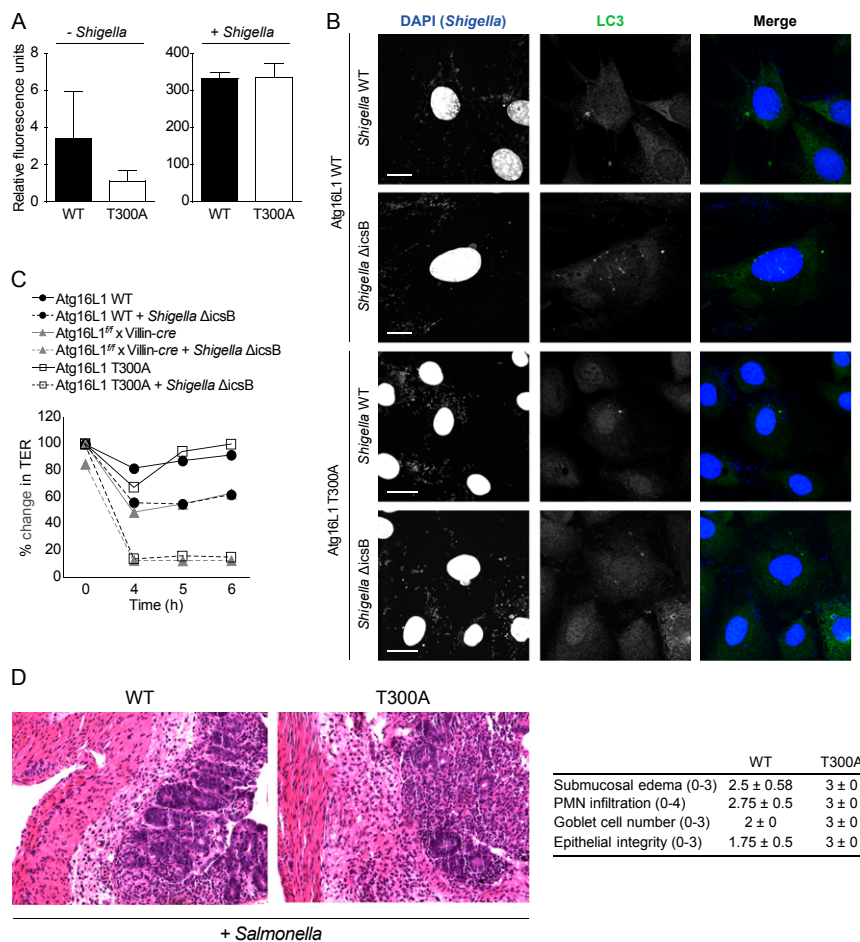 A
- Shigella
+ Shigella
Relative fluorescence units
8
6
4
2
0
400
300
200
100
0
WT
T300A
WT
T300A
B
DAPI (Shigella)
LC3
Merge
Atg16L1 WT
Shigella WT
Shigella ΔicsB
Atg16L1 T300A
Shigella WT
Shigella ΔicsB
C
Atg16L1 WT
Atg16L1 WT + Shigella ΔicsB
Atg16L1f/f x Villin-cre
Atg16L1f/f x Villin-cre + Shigella ΔicsB
Atg16L1 T300A
Atg16L1 T300A + Shigella ΔicsB
% change in TER
120
100
80
60
40
20
0
0 4 5 6
Time (h)
D
WT
T300A
+ Salmonella
WT T300A
Submucosal edema (0-3) 2.5 ± 0.58 3 ± 0
PMN infiltration (0-4) 2.75 ± 0.5 3 ± 0
Goblet cell number (0-3) 2 ± 0 3 ± 0
Epithelial integrity (0-3) 1.75 ± 0.5 3 ± 0